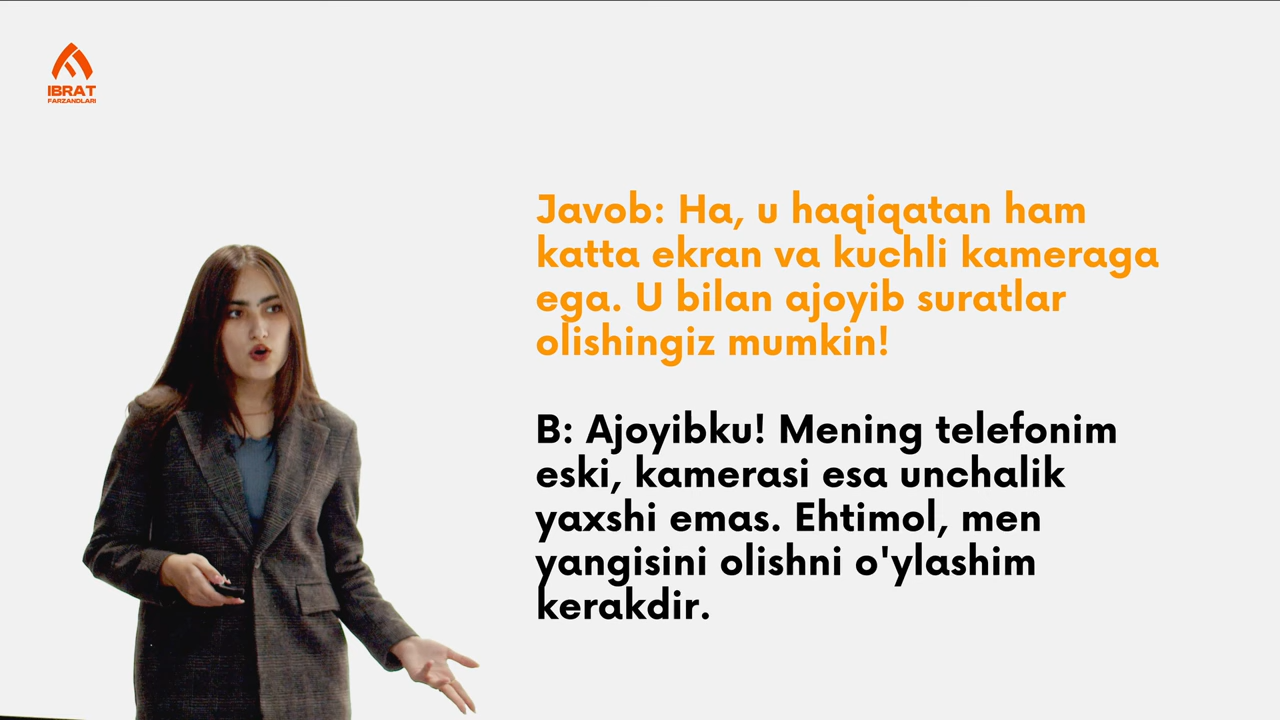 IBRAT
FARZANDLARI
Javob: Ha, u haqiqatan ham
katta ekran va kuchli kameraga
ega. U bilan ajoyib suratlar
olishingiz mumkin!
B: Ajoyibku! Mening telefonim
eski, kamerasi esa unchalik
yaxshi emas. Ehtimol, men
yangisini olishni o'ylashim
kerakdir.